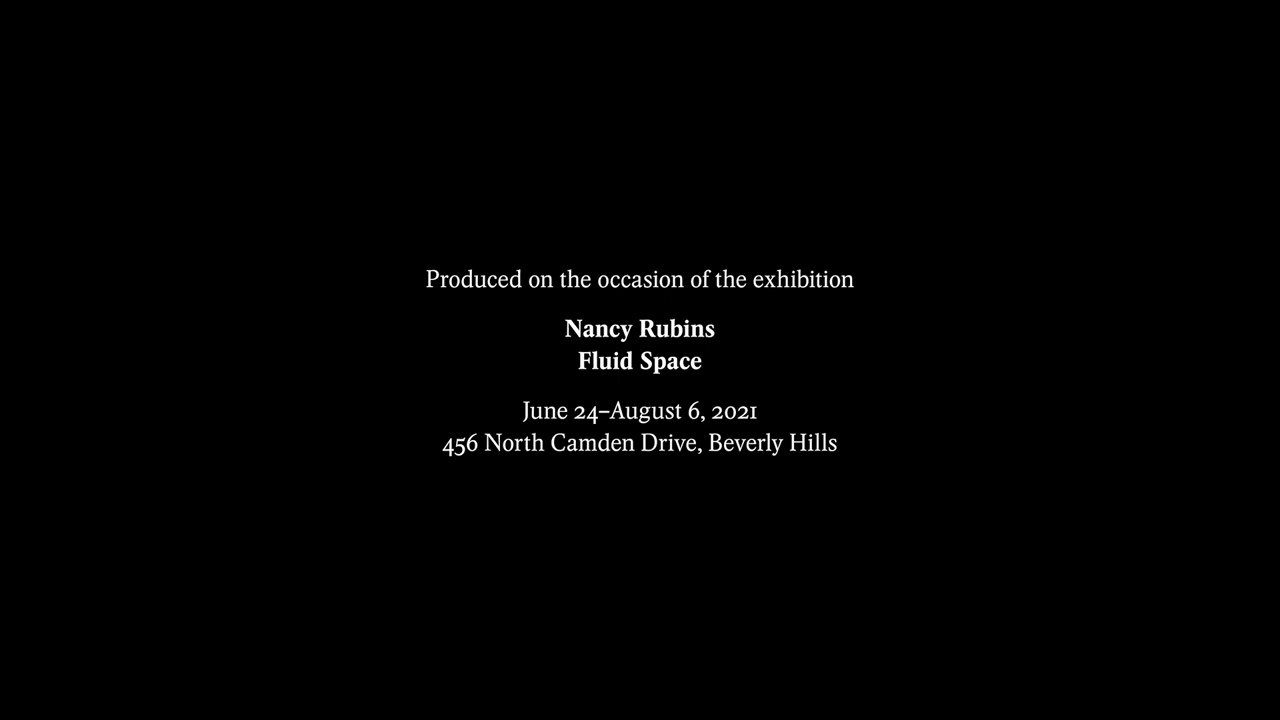 Produced on the occasion of the exhibition
Nancy Rubins
Fluid Space
June 24–August 6, 2021
456 North Camden Drive, Beverly Hills